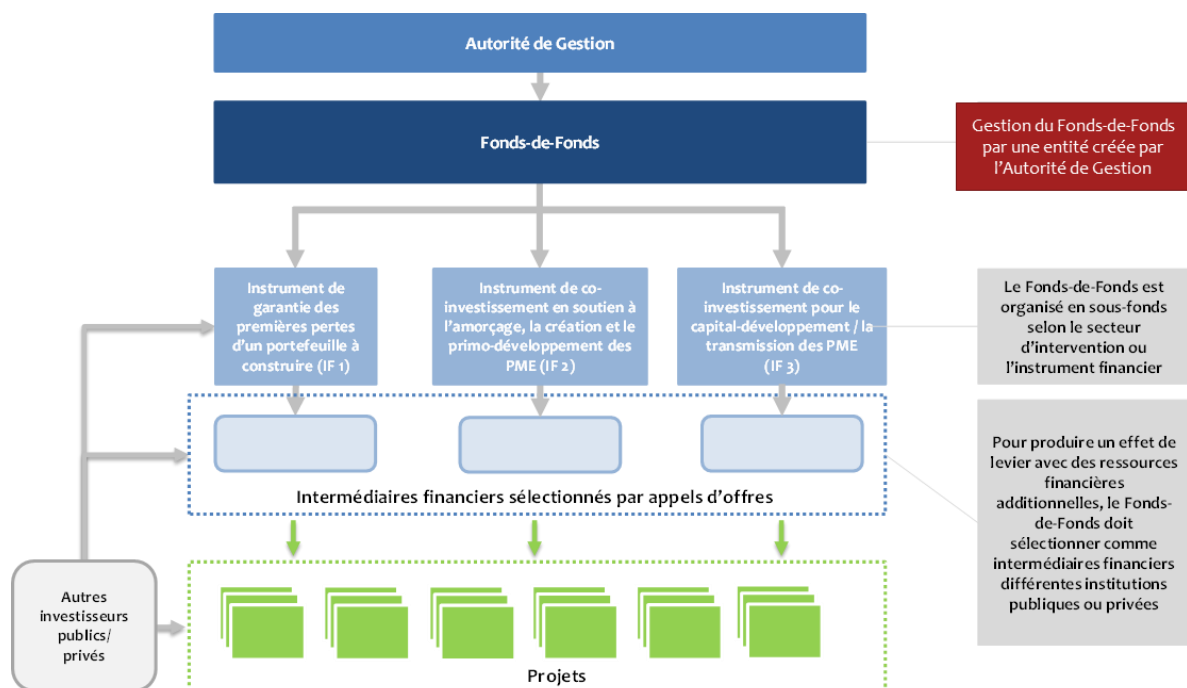 Autorité de Gestion
Fonds-de-Fonds
Gestion du Fonds-de-Fonds
par une entité créée par
l'Autorité de Gestion
Instrument de
garantie des
premières pertes
d'un portefeuille à
construire (IF 1)
Instrument de co-
investissement en soutien à
l'amorçage, la création et le
primo-développement des
PME (IF 2)
Instrument de co-
investissement pour le
capital-développement / la
transmission des PME
(IF 3)
Le Fonds-de-Fonds est
organisé en sous-fonds
selon le secteur
d'intervention ou
l'instrument financier
Intermédiaires financiers sélectionnés par appels d'offres
Pour produire un effet de
levier avec des ressources
financières
additionnelles, le Fonds-
de-Fonds doit
sélectionner comme
intermédiaires financiers
différentes institutions
publiques ou privées
Autres
investisseurs
publics/
privés
Projets